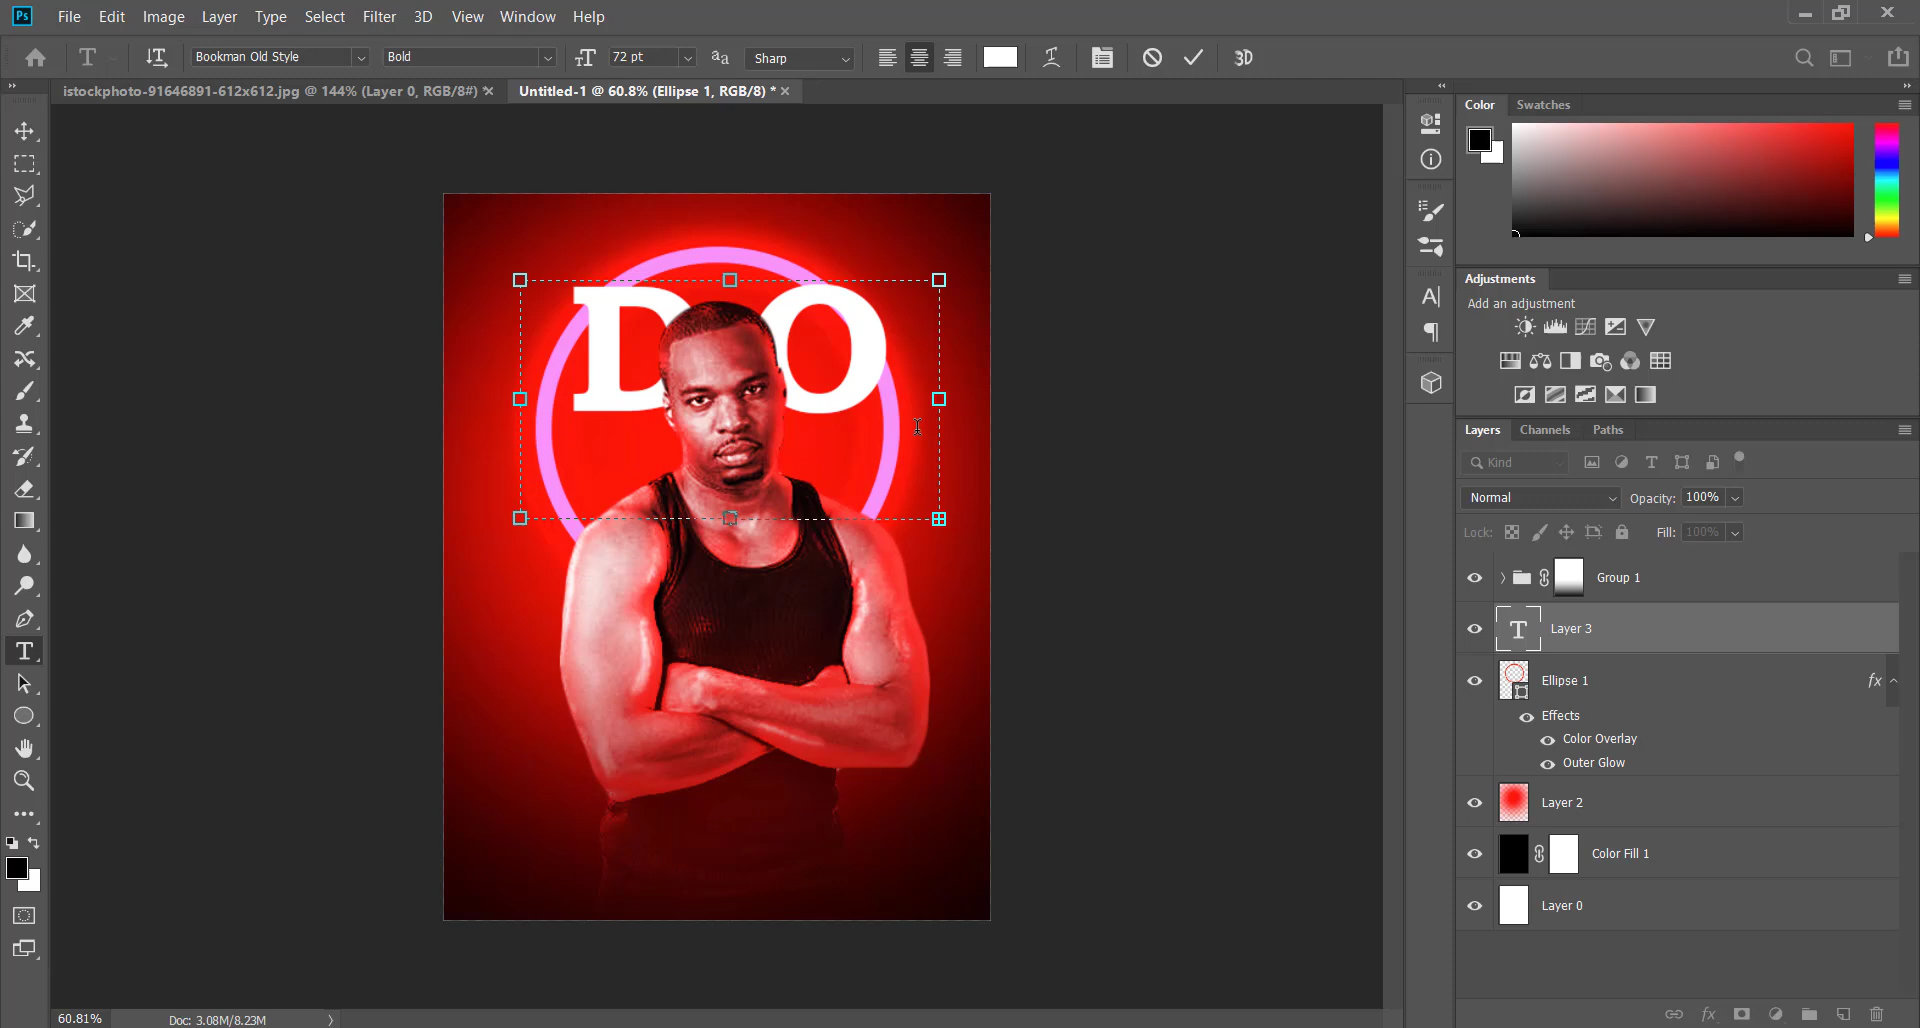 Ps File Edit Image Layer Type Select Filter 3D View Window Help
T Bookman Old Style Bold 72 pt aa Sharp 3D
istockphoto-91646891-612x612.jpg @ 144% (Layer 0, RGB/8#) * Untitled-1 @ 60.8% (Ellipse 1, RGB/8) *
Color Swatches
Adjustments
Add an adjustment
Layers Channels Paths
Kind
Normal Opacity: 100%
Lock: Fill: 100%
Group 1
Layer 3
Ellipse 1 fx
Effects
Color Overlay
Outer Glow
Layer 2
Color Fill 1
Layer 0
DO
60.81% Doc: 3.08M/8.23M